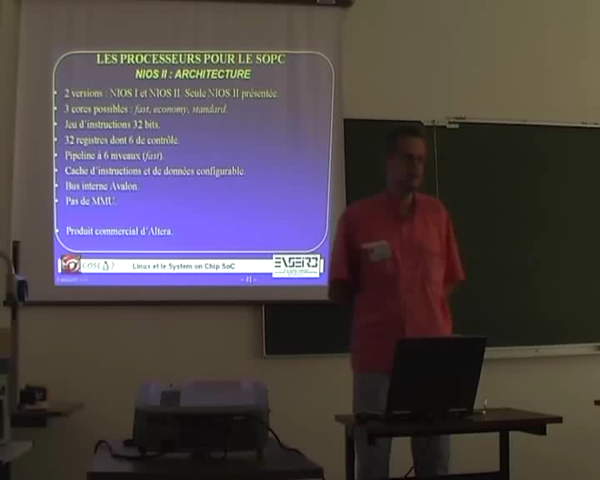 LES PROCESSEURS POUR LE SOPC
NIOS II : ARCHITECTURE
• 2 versions : NIOS I et NIOS II. Seule NIOS II présentée.
• 3 cores possibles : fast, economy, standard.
• Jeu d'instructions 32 bits.
• 32 registres dont 6 de contrôle.
• Pipeline à 6 niveaux (fast).
• Cache d'instructions et de données configurable.
• Bus interne Avalon.
• Pas de MMU.
• Produit commercial d'Altera.
Linux et le System on Chip SoC
ENSEIRB
- 41 -